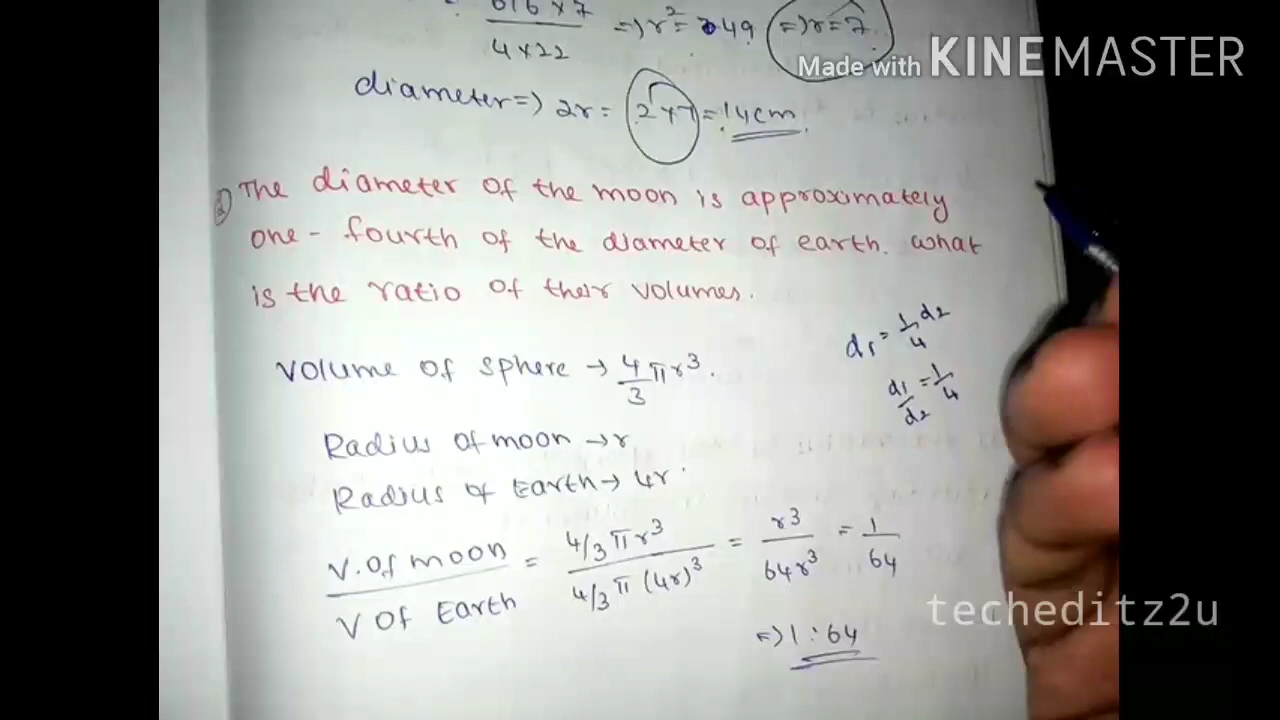 616 × 7
4 × 22
=) r² = 49
=) r = 7.
Made with KINEMASTER
diameter =) 2r = 2 × 7 = 14cm.
2) The diameter of the moon is approximately
one - fourth of the diameter of earth. What
is the ratio of their volumes.
d₁ = 1/4 d₂
d₁/d₂ = 1/4
Volume of sphere → 4/3 πr³.
Radius of moon → r
Radius of Earth → 4r
V. Of moon / V Of Earth = 4/3 πr³ / 4/3 π (4r)³ = r³ / 64r³ = 1/64
techeditz2u
=) 1 : 64